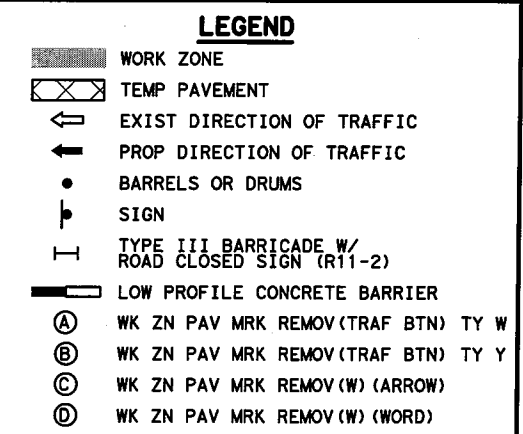 LEGEND
WORK ZONE
TEMP PAVEMENT
EXIST DIRECTION OF TRAFFIC
PROP DIRECTION OF TRAFFIC
BARRELS OR DRUMS
SIGN
TYPE III BARRICADE W/
ROAD CLOSED SIGN (R11-2)
LOW PROFILE CONCRETE BARRIER
Ⓐ WK ZN PAV MRK REMOV(TRAF BTN) TY W
Ⓑ WK ZN PAV MRK REMOV(TRAF BTN) TY Y
Ⓒ WK ZN PAV MRK REMOV(W)(ARROW)
Ⓓ WK ZN PAV MRK REMOV(W)(WORD)